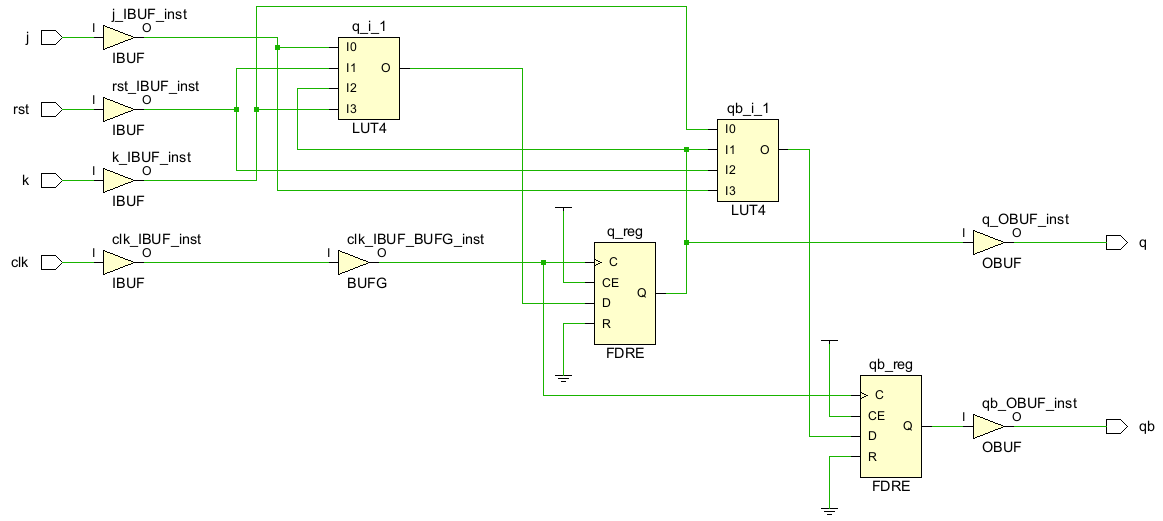 j
I
j_IBUF_inst
O
IBUF
rst
I
rst_IBUF_inst
O
IBUF
k
I
k_IBUF_inst
O
IBUF
clk
I
clk_IBUF_inst
O
IBUF
q_i_1
I0
I1
I2
I3
O
LUT4
I
clk_IBUF_BUFG_inst
O
BUFG
q_reg
C
CE
D
R
Q
FDRE
qb_i_1
I0
I1
I2
I3
O
LUT4
qb_reg
C
CE
D
R
Q
FDRE
I
q_OBUF_inst
O
OBUF
q
I
qb_OBUF_inst
O
OBUF
qb